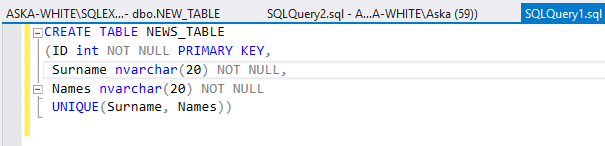 ASKA-WHITE\SQLEX...- dbo.NEW_TABLE SQLQuery2.sql - A...A-WHITE\Aska (59)) SQLQuery1.sql
CREATE TABLE NEWS_TABLE
(ID int NOT NULL PRIMARY KEY,
Surname nvarchar(20) NOT NULL,
Names nvarchar(20) NOT NULL
UNIQUE(Surname, Names))